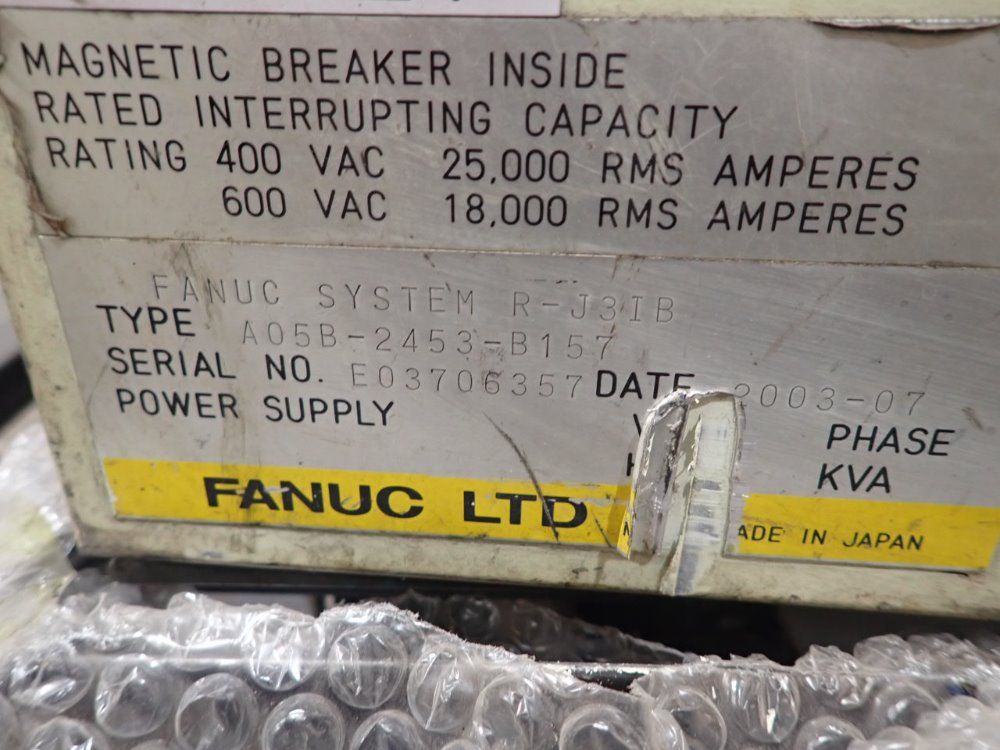 MAGNETIC BREAKER INSIDE
RATED INTERRUPTING CAPACITY
RATING 400 VAC 25,000 RMS AMPERES
600 VAC 18,000 RMS AMPERES
FANUC SYSTEM R-J3IB
TYPE A05B-2453-B157
SERIAL NO. E03706357 DATE 2003-07
POWER SUPPLY PHASE
KVA
FANUC LTD ADE IN JAPAN